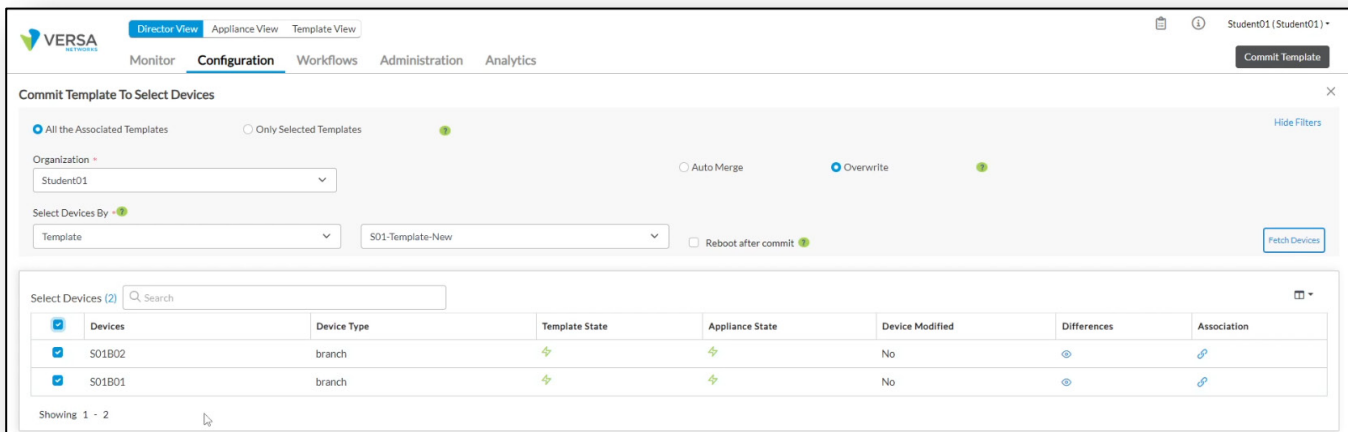 VERSA
NETWORKS
Director View Appliance View Template View
Student01 (Student01)
Monitor Configuration Workflows Administration Analytics
Commit Template
Commit Template To Select Devices
All the Associated Templates Only Selected Templates ?
Hide Filters
Organization *
Auto Merge Overwrite ?
Student01
Select Devices By *?
Template S01-Template-New
Reboot after commit ?
Fetch Devices
Select Devices (2) Search
Devices Device Type Template State Appliance State Device Modified Differences Association
S01B02 branch No
S01B01 branch No
Showing 1 - 2